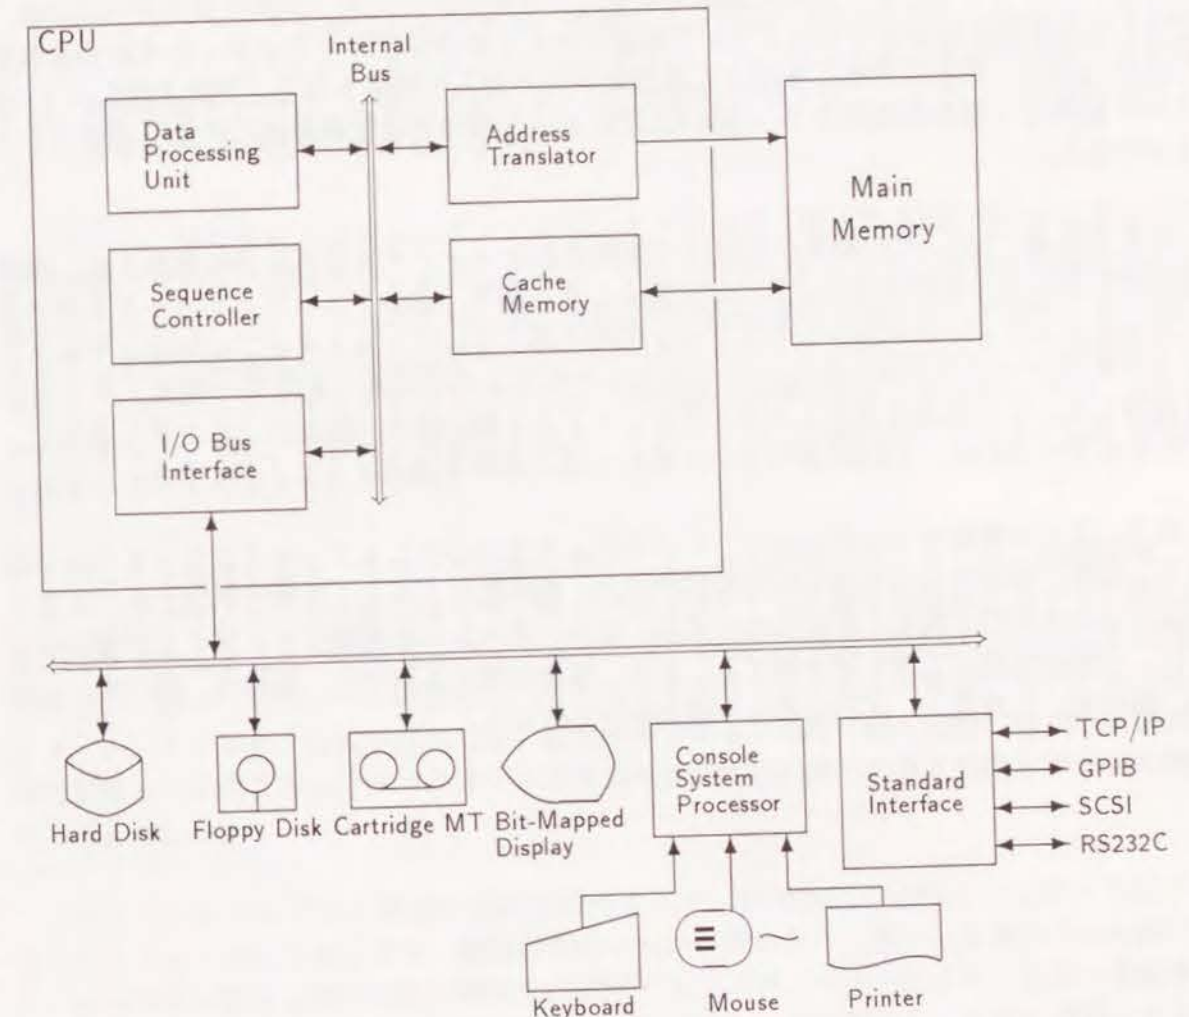 CPU
Internal
Bus
Data
Processing
Unit
Address
Translator
Main
Memory
Sequence
Controller
Cache
Memory
I/O Bus
Interface
Console
System
Processor
Standard
Interface
TCP/IP
GPIB
SCSI
RS232C
Hard Disk
Floppy Disk
Cartridge MT
Bit-Mapped
Display
Keyboard
Mouse
Printer